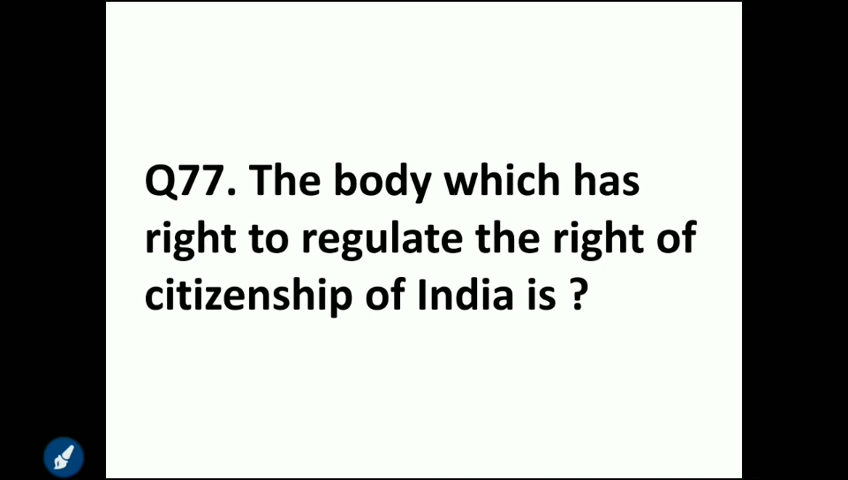 Q77. The body which has
right to regulate the right of
citizenship of India is ?